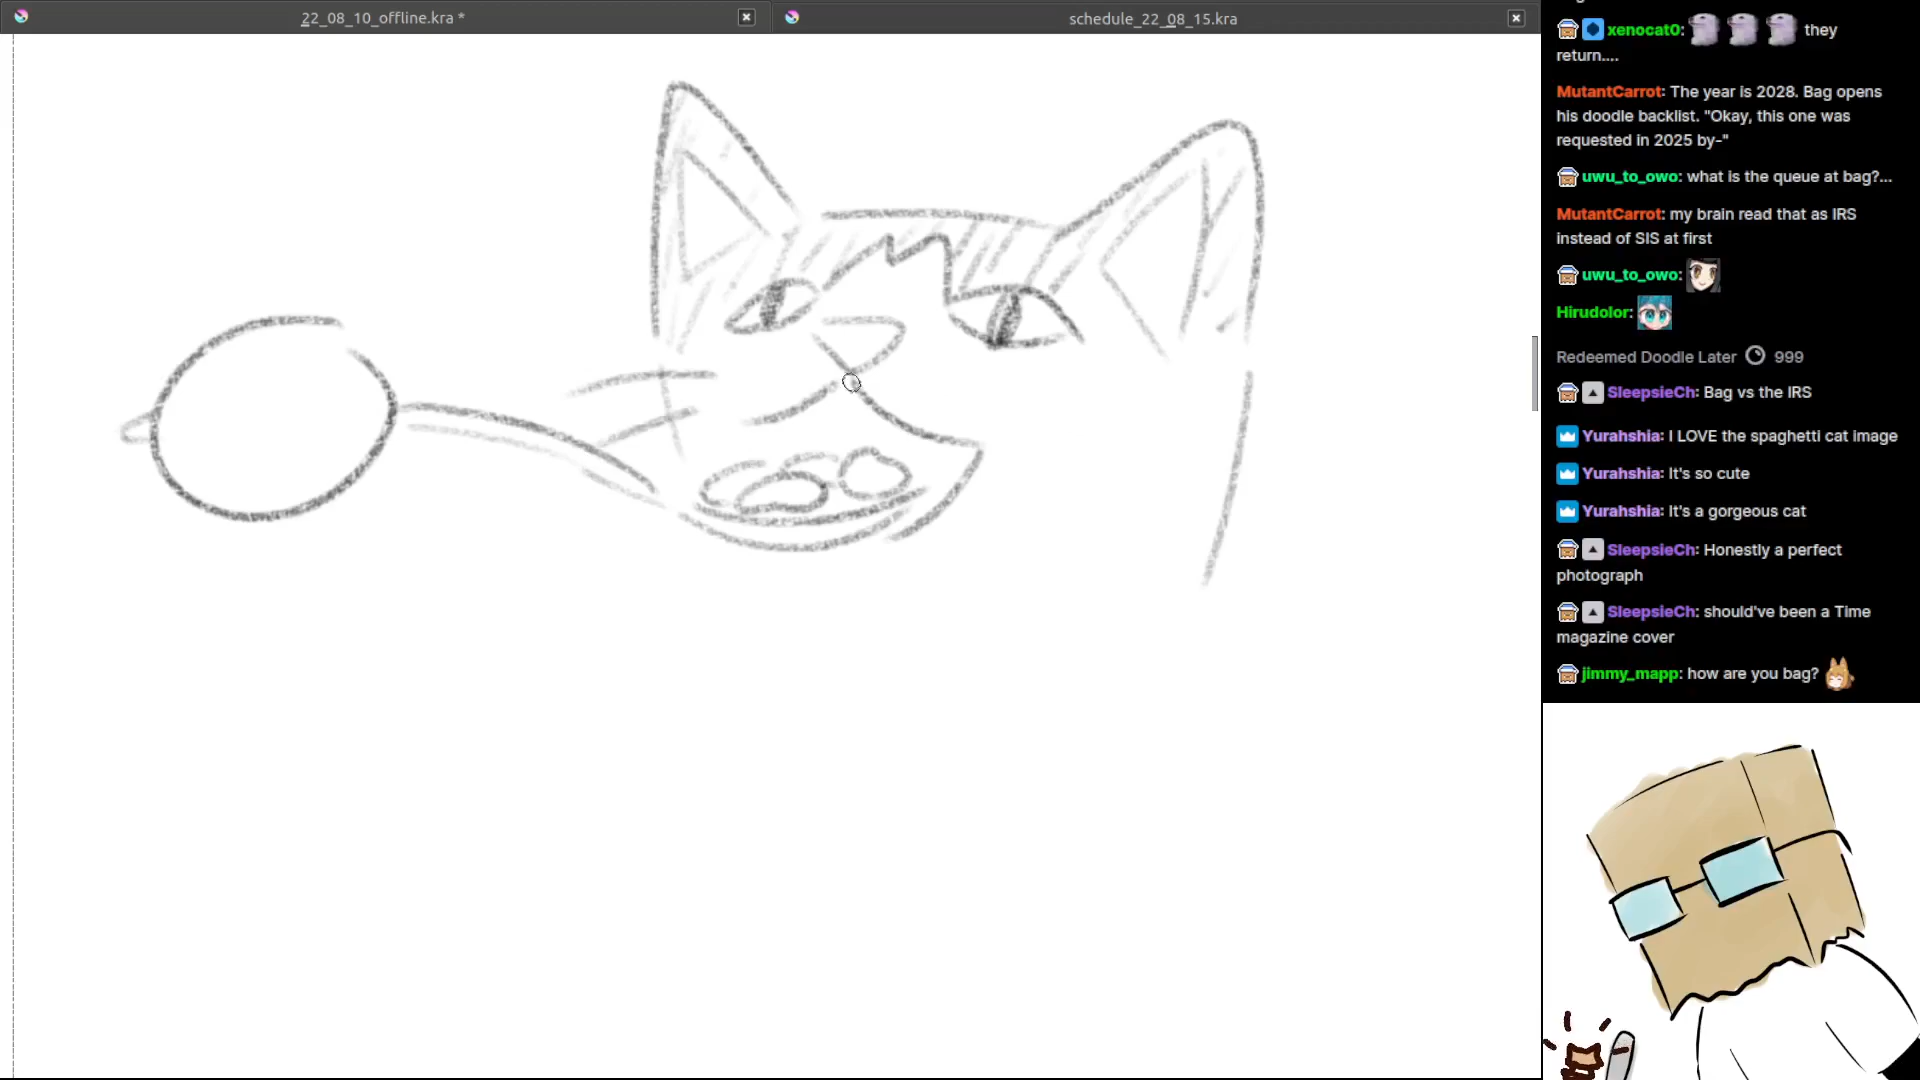 22_08_10_offline.kra *
schedule_22_08_15.kra
xenocat0: they
return....
MutantCarrot: The year is 2028. Bag opens
his doodle backlist. "Okay, this one was
requested in 2025 by-"
uwu_to_owo: what is the queue at bag?...
MutantCarrot: my brain read that as IRS
instead of SIS at first
uwu_to_owo:
Hirudolor:
Redeemed Doodle Later 999
SleepsieCh: Bag vs the IRS
Yurahshia: I LOVE the spaghetti cat image
Yurahshia: It's so cute
Yurahshia: It's a gorgeous cat
SleepsieCh: Honestly a perfect
photograph
SleepsieCh: should've been a Time
magazine cover
jimmy_mapp: how are you bag?